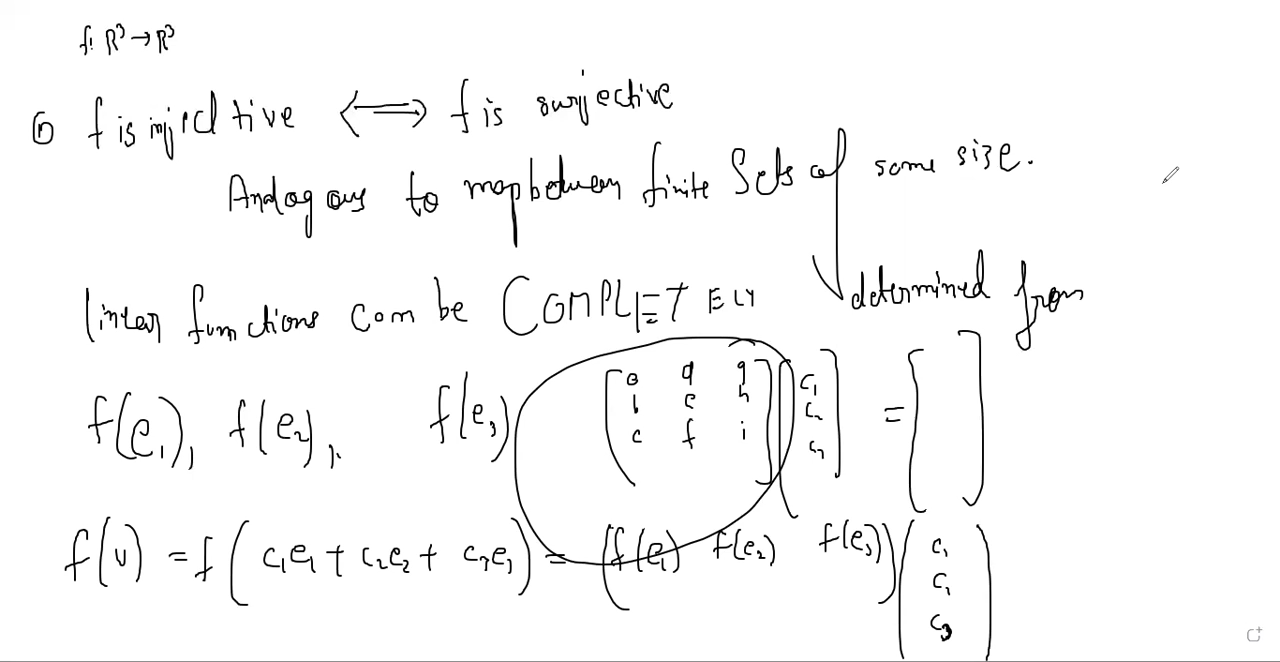 f: R³ → R³
① f is injective ⟺ f is surjective
Analogous to map between finite Sets of same size.
linear functions can be COMPLETELY determined from
f(e₁), f(e₂), f(e₃) [a d g; b e h; c f i] [c₁; c₂; c₃] = [ ]
f(v) = f(c₁e₁ + c₂e₂ + c₃e₃) = (f(e₁) f(e₂) f(e₃)) (c₁; c₁; c₃)